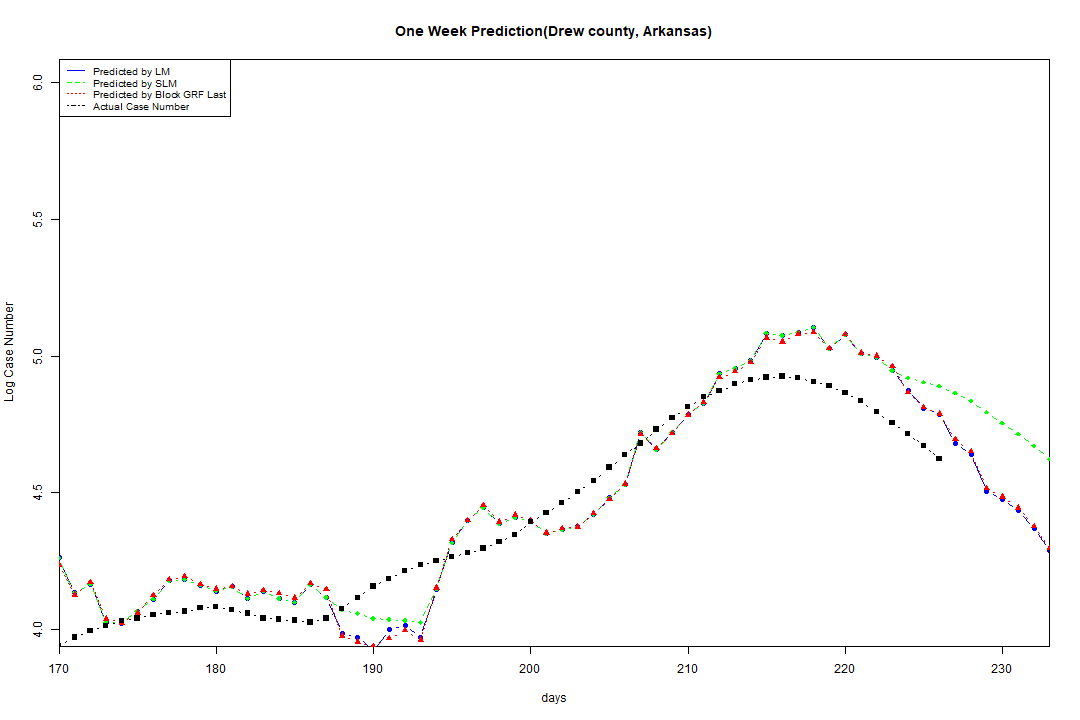 One Week Prediction(Drew county, Arkansas)
Predicted by LM
Predicted by SLM
Predicted by Block GRF Last
Actual Case Number
6.0
5.5
5.0
4.5
4.0
Log Case Number
170 180 190 200 210 220 230
days